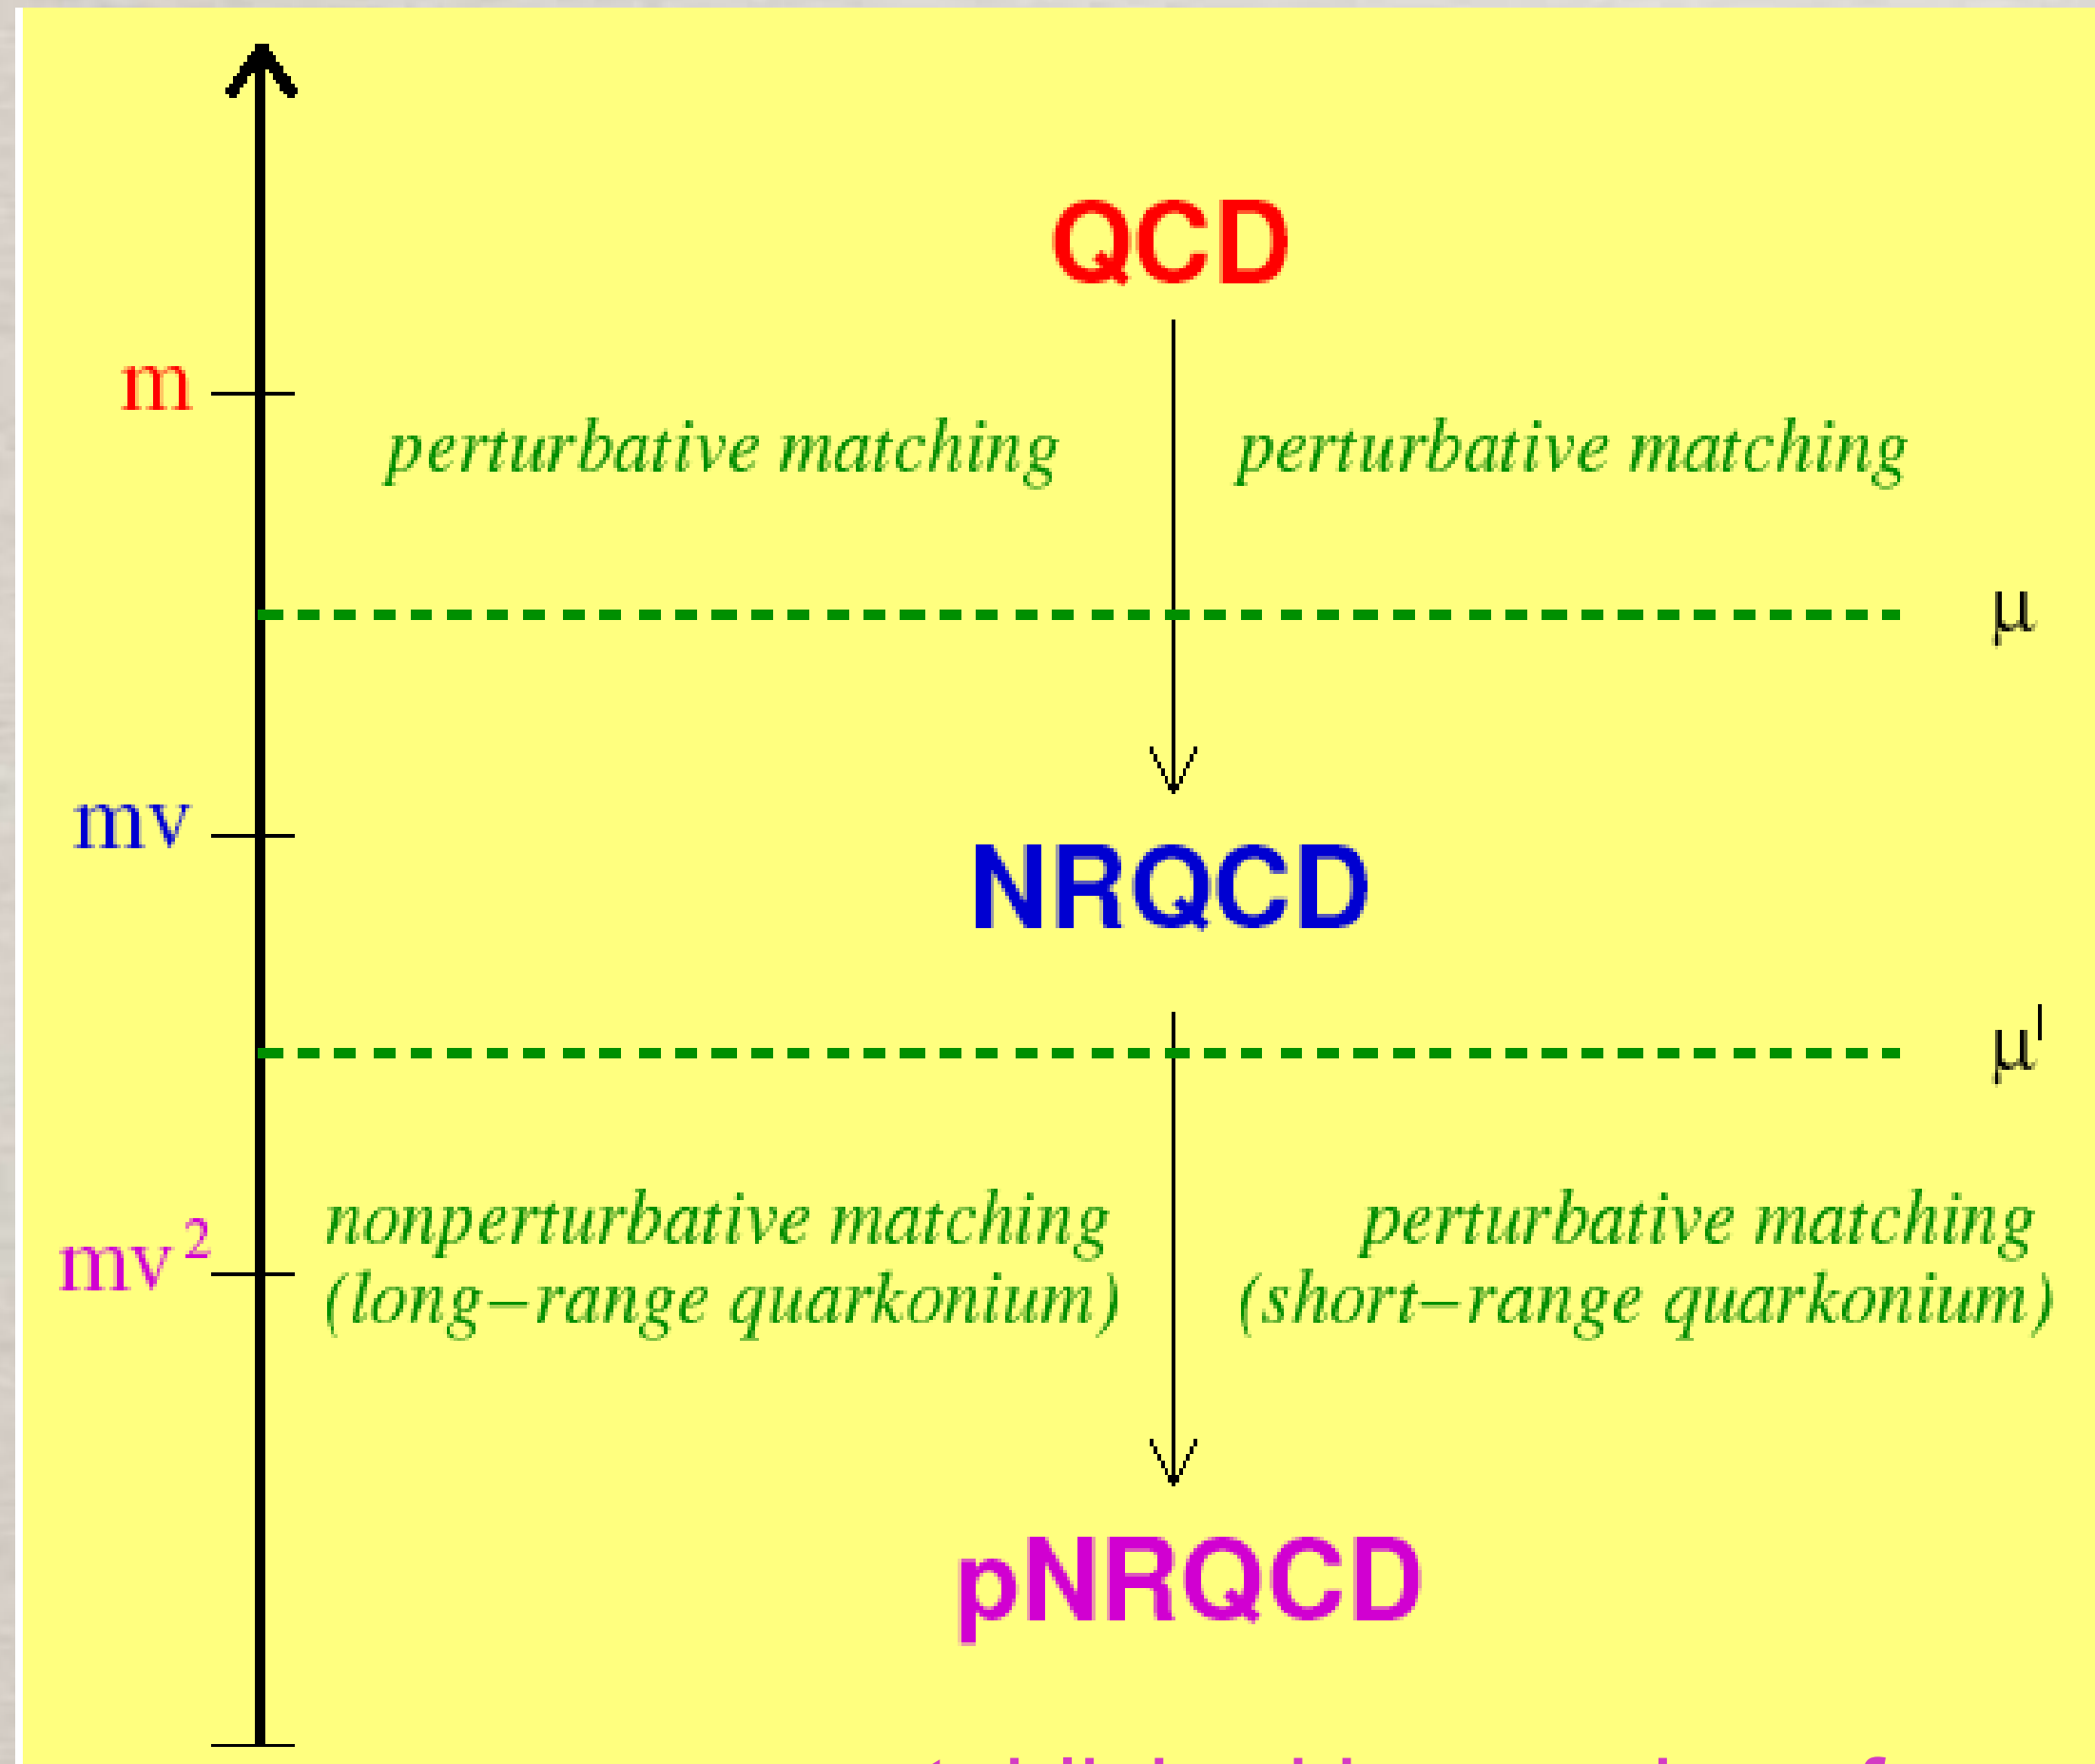 QCD
m
perturbative matching perturbative matching
μ
mv
NRQCD
μ'
nonperturbative matching perturbative matching
mv²
(long−range quarkonium) (short−range quarkonium)
pNRQCD